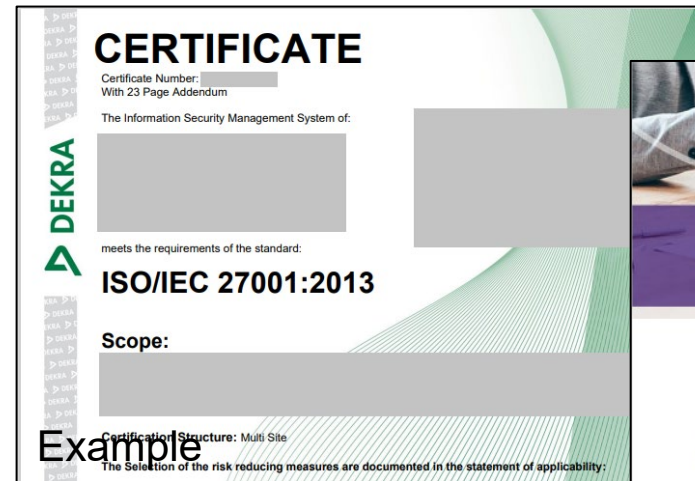 CERTIFICATE
Certificate Number:
With 23 Page Addendum
The Information Security Management System of:
DEKRA
meets the requirements of the standard:
ISO/IEC 27001:2013
Scope:
Certification Structure: Multi Site
Example
The Selection of the risk reducing measures are documented in the statement of applicability: